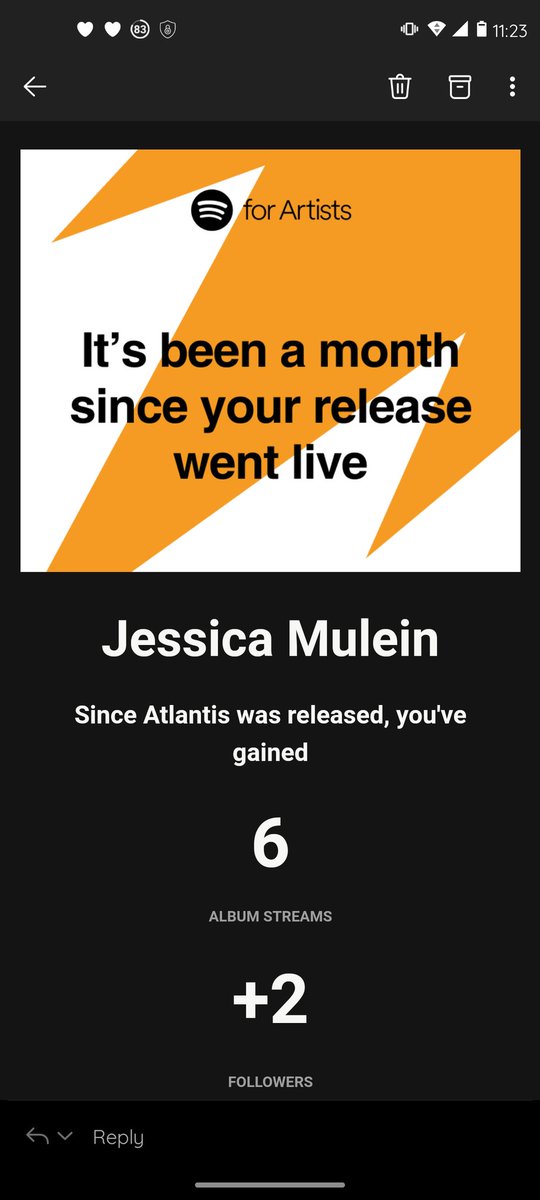 83
11:23
for Artists
It's been a month
since your release
went live
Jessica Mulein
Since Atlantis was released, you've
gained
6
ALBUM STREAMS
+2
FOLLOWERS
Reply